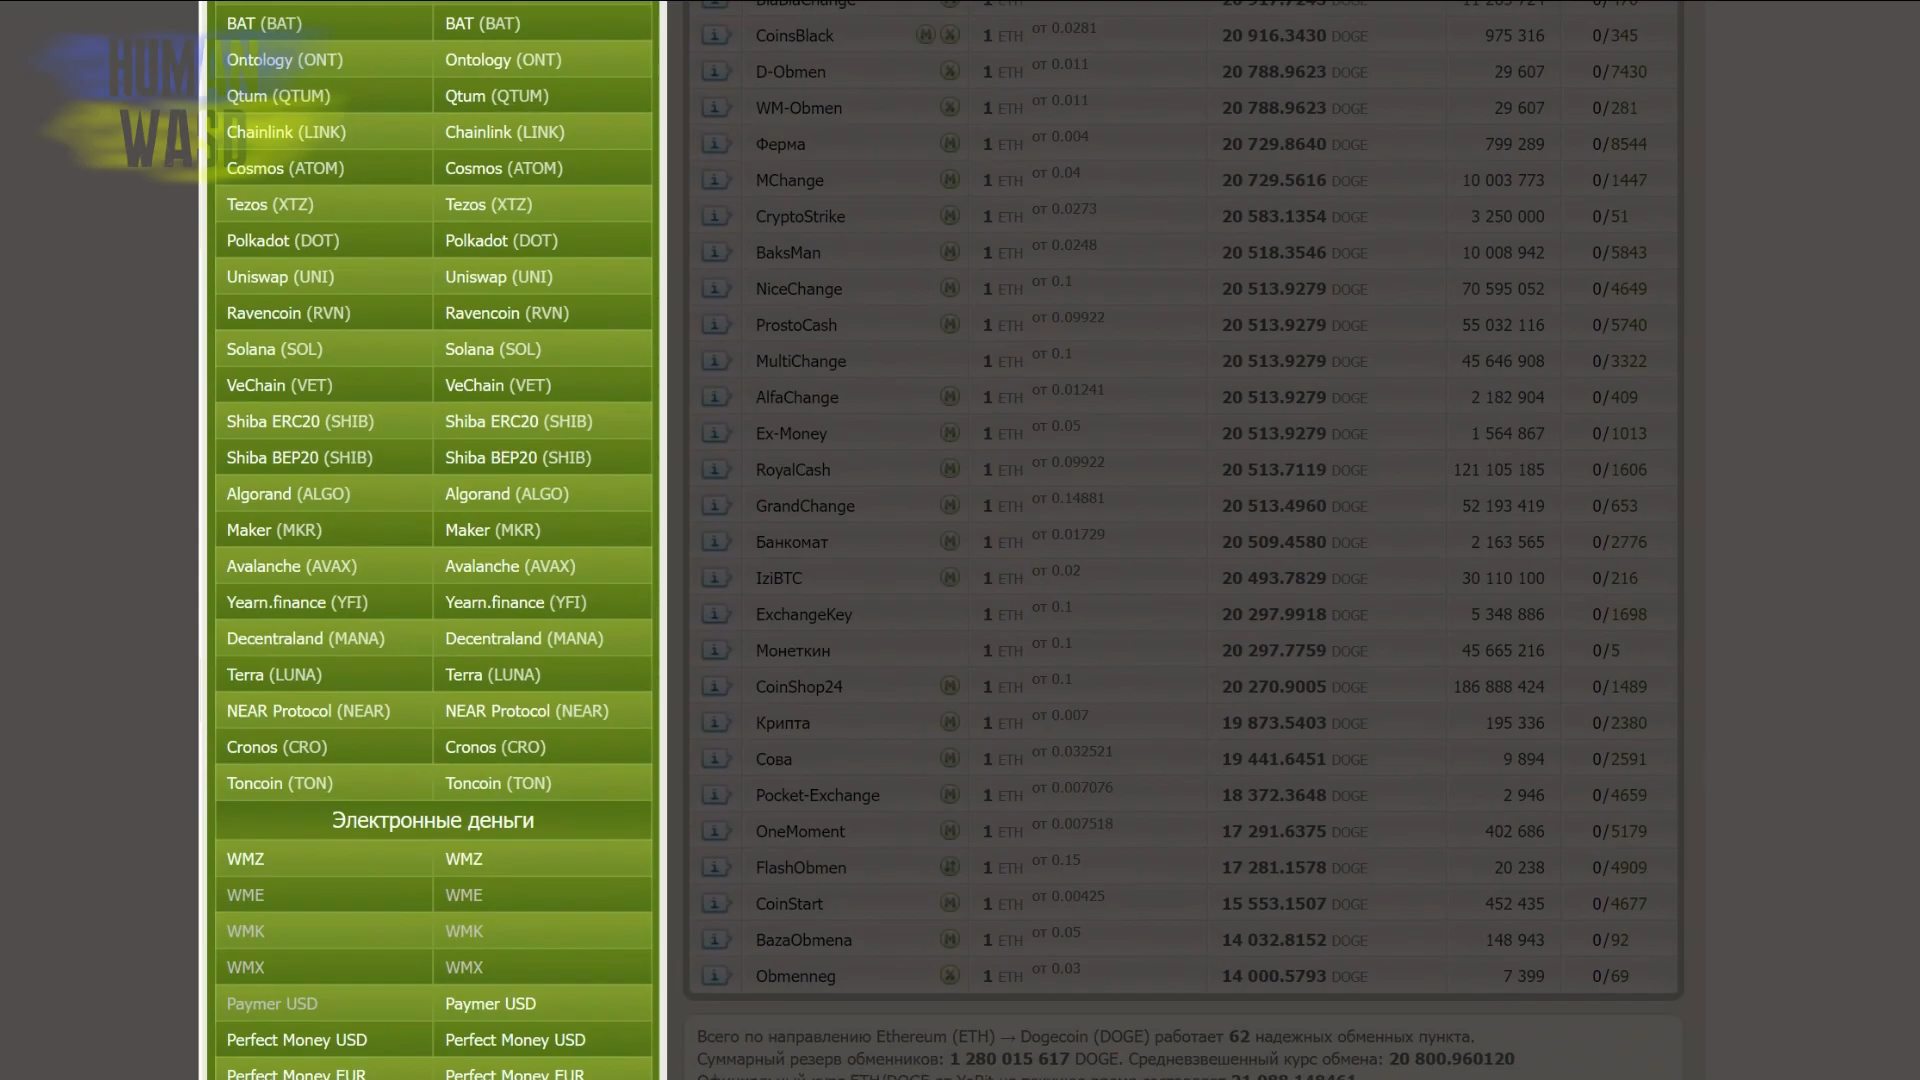 HUMAN
WASD
BAT (BAT) BAT (BAT)
Ontology (ONT) Ontology (ONT)
Qtum (QTUM) Qtum (QTUM)
Chainlink (LINK) Chainlink (LINK)
Cosmos (ATOM) Cosmos (ATOM)
Tezos (XTZ) Tezos (XTZ)
Polkadot (DOT) Polkadot (DOT)
Uniswap (UNI) Uniswap (UNI)
Ravencoin (RVN) Ravencoin (RVN)
Solana (SOL) Solana (SOL)
VeChain (VET) VeChain (VET)
Shiba ERC20 (SHIB) Shiba ERC20 (SHIB)
Shiba BEP20 (SHIB) Shiba BEP20 (SHIB)
Algorand (ALGO) Algorand (ALGO)
Maker (MKR) Maker (MKR)
Avalanche (AVAX) Avalanche (AVAX)
Yearn.finance (YFI) Yearn.finance (YFI)
Decentraland (MANA) Decentraland (MANA)
Terra (LUNA) Terra (LUNA)
NEAR Protocol (NEAR) NEAR Protocol (NEAR)
Cronos (CRO) Cronos (CRO)
Toncoin (TON) Toncoin (TON)
Электронные деньги
WMZ WMZ
WME WME
WMK WMK
WMX WMX
Paymer USD Paymer USD
Perfect Money USD Perfect Money USD
Perfect Money EUR Perfect Money EUR
CoinsBlack 1 ETH от 0.0281 20 916.3430 DOGE 975 316 0/345
D-Obmen 1 ETH от 0.011 20 788.9623 DOGE 29 607 0/7430
WM-Obmen 1 ETH от 0.011 20 788.9623 DOGE 29 607 0/281
Ферма 1 ETH от 0.004 20 729.8640 DOGE 799 289 0/8544
MChange 1 ETH от 0.04 20 729.5616 DOGE 10 003 773 0/1447
CryptoStrike 1 ETH от 0.0273 20 583.1354 DOGE 3 250 000 0/51
BaksMan 1 ETH от 0.0248 20 518.3546 DOGE 10 008 942 0/5843
NiceChange 1 ETH от 0.1 20 513.9279 DOGE 70 595 052 0/4649
ProstoCash 1 ETH от 0.09922 20 513.9279 DOGE 55 032 116 0/5740
MultiChange 1 ETH от 0.1 20 513.9279 DOGE 45 646 908 0/3322
AlfaChange 1 ETH от 0.01241 20 513.9279 DOGE 2 182 904 0/409
Ex-Money 1 ETH от 0.05 20 513.9279 DOGE 1 564 867 0/1013
RoyalCash 1 ETH от 0.09922 20 513.7119 DOGE 121 105 185 0/1606
GrandChange 1 ETH от 0.14881 20 513.4960 DOGE 52 193 419 0/653
Банкомат 1 ETH от 0.01729 20 509.4580 DOGE 2 163 565 0/2776
IziBTC 1 ETH от 0.02 20 493.7829 DOGE 30 110 100 0/216
ExchangeKey 1 ETH от 0.1 20 297.9918 DOGE 5 348 886 0/1698
Монеткин 1 ETH от 0.1 20 297.7759 DOGE 45 665 216 0/5
CoinShop24 1 ETH от 0.1 20 270.9005 DOGE 186 888 424 0/1489
Крипта 1 ETH от 0.007 19 873.5403 DOGE 195 336 0/2380
Сова 1 ETH от 0.032521 19 441.6451 DOGE 9 894 0/2591
Pocket-Exchange 1 ETH от 0.007076 18 372.3648 DOGE 2 946 0/4659
OneMoment 1 ETH от 0.007518 17 291.6375 DOGE 402 686 0/5179
FlashObmen 1 ETH от 0.15 17 281.1578 DOGE 20 238 0/4909
CoinStart 1 ETH от 0.00425 15 553.1507 DOGE 452 435 0/4677
BazaObmena 1 ETH от 0.05 14 032.8152 DOGE 148 943 0/92
Obmenneg 1 ETH от 0.03 14 000.5793 DOGE 7 399 0/69
Всего по направлению Ethereum (ETH) → Dogecoin (DOGE) работает 62 надежных обменных пункта.
Суммарный резерв обменников: 1 280 015 617 DOGE. Средневзвешенный курс обмена: 20 800.960120